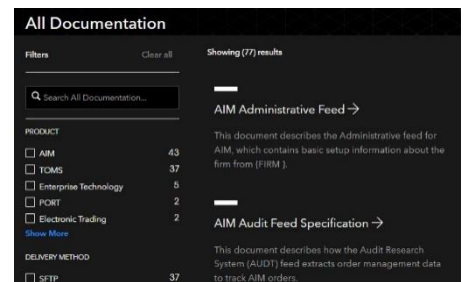 All Documentation
Filters
Clear all
Search All Documentation...
PRODUCT
AIM 43
TOMS 37
Enterprise Technology 5
PORT 2
Electronic Trading 2
Show More
DELIVERY METHOD
SFTP 37
Showing (77) results
AIM Administrative Feed →
This document describes the Administrative feed for
AIM, which contains basic setup information about the
firm from (FIRM ).
AIM Audit Feed Specification →
This document describes how the Audit Research
System (AUDT) feed extracts order management data
to track AIM orders.